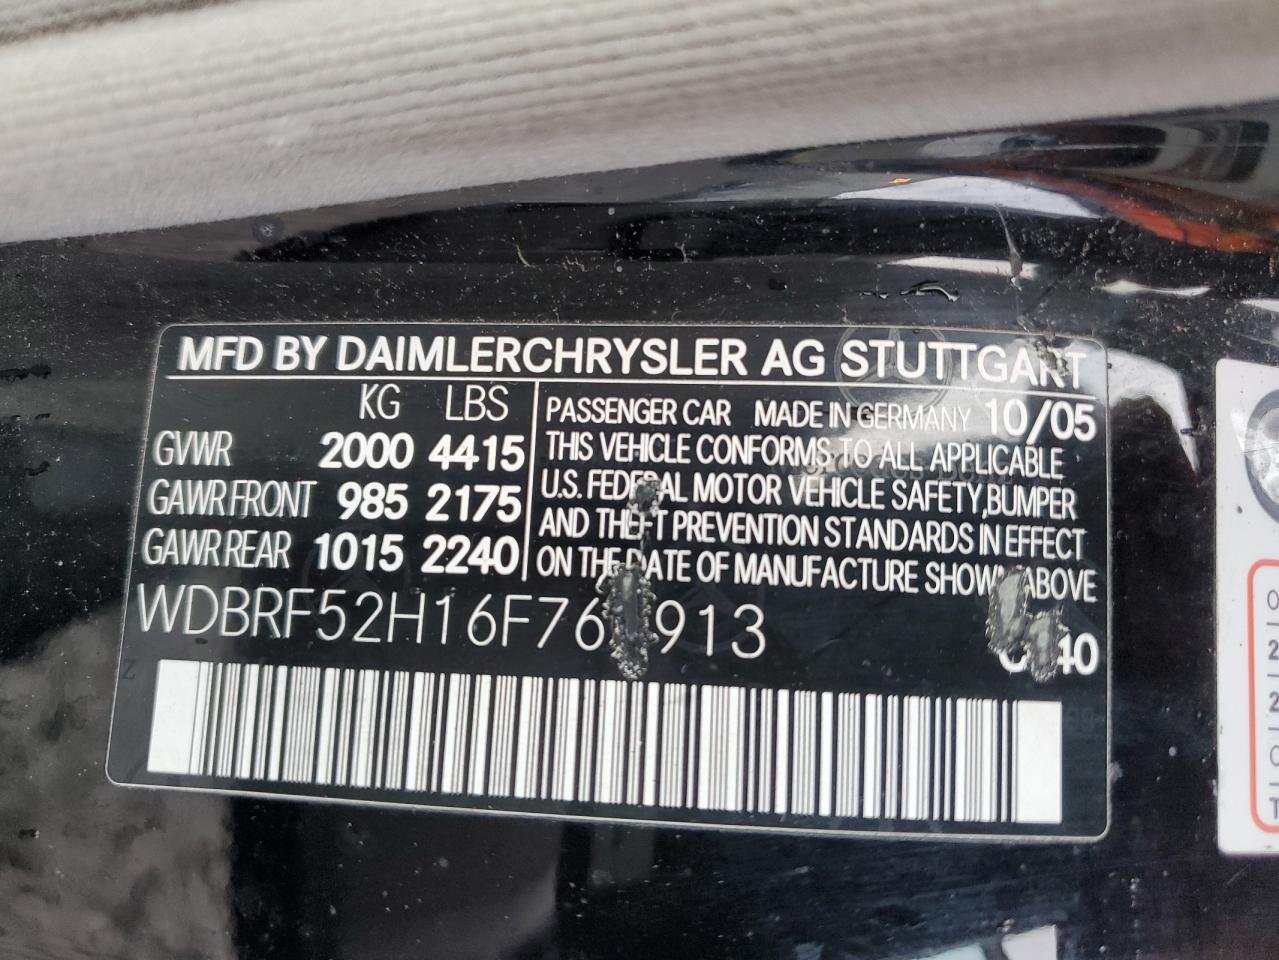 MFD BY DAIMLERCHRYSLER AG STUTTGART
KG LBS
GVWR 2000 4415
GAWR FRONT 985 2175
GAWR REAR 1015 2240
PASSENGER CAR MADE IN GERMANY 10/05
THIS VEHICLE CONFORMS TO ALL APPLICABLE
U.S. FEDERAL MOTOR VEHICLE SAFETY, BUMPER
AND THEFT PREVENTION STANDARDS IN EFFECT
ON THE DATE OF MANUFACTURE SHOWN ABOVE
Z